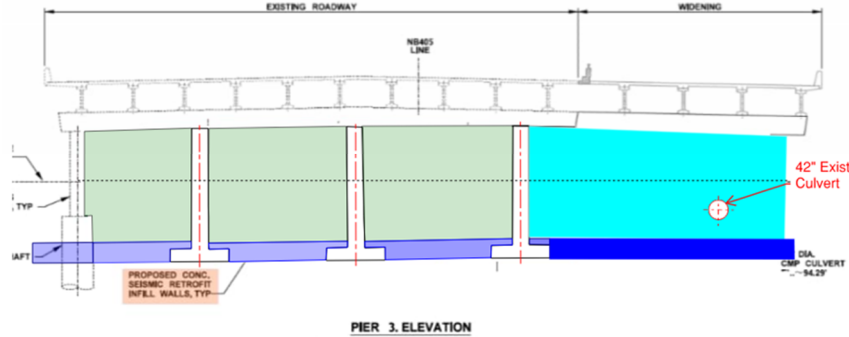 EXISTING ROADWAY
WIDENING
NB405
LINE
42" Exist
Culvert
, TYP
AFT
DIA.
CMP CULVERT
~94.29'
PROPOSED CONC.
SEISMIC RETROFIT
INFILL WALLS, TYP
PIER 3. ELEVATION